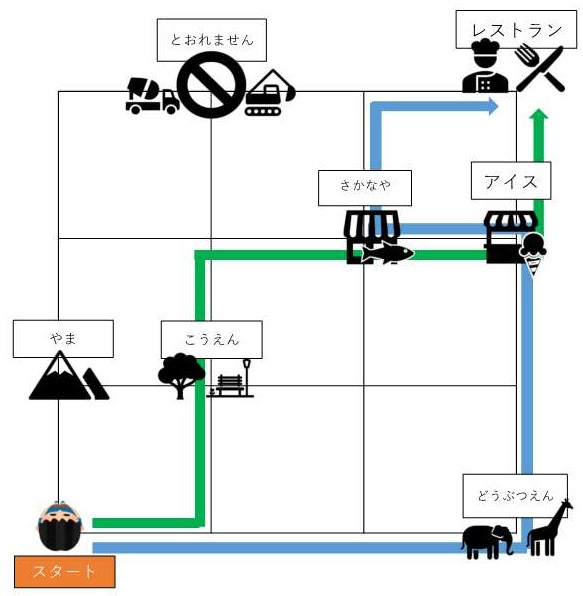 レストラン
とおれません
アイス
さかなや
やま
こうえん
どうぶつえん
スタート